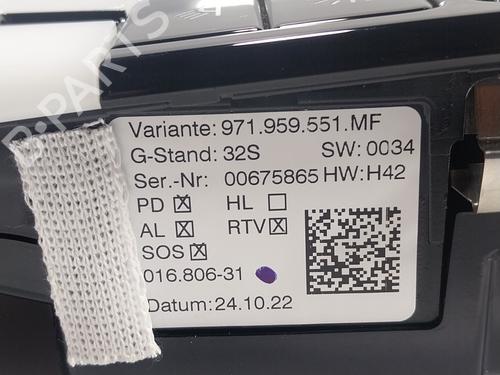 B-PARTS
Variante: 971.959.551.MF
G-Stand: 32S SW: 0034
Ser.-Nr: 00675865 HW: H42
PD ☒ HL ☐
AL ☒ RTV ☒
SOS ☒
016.806-31
Datum: 24.10.22